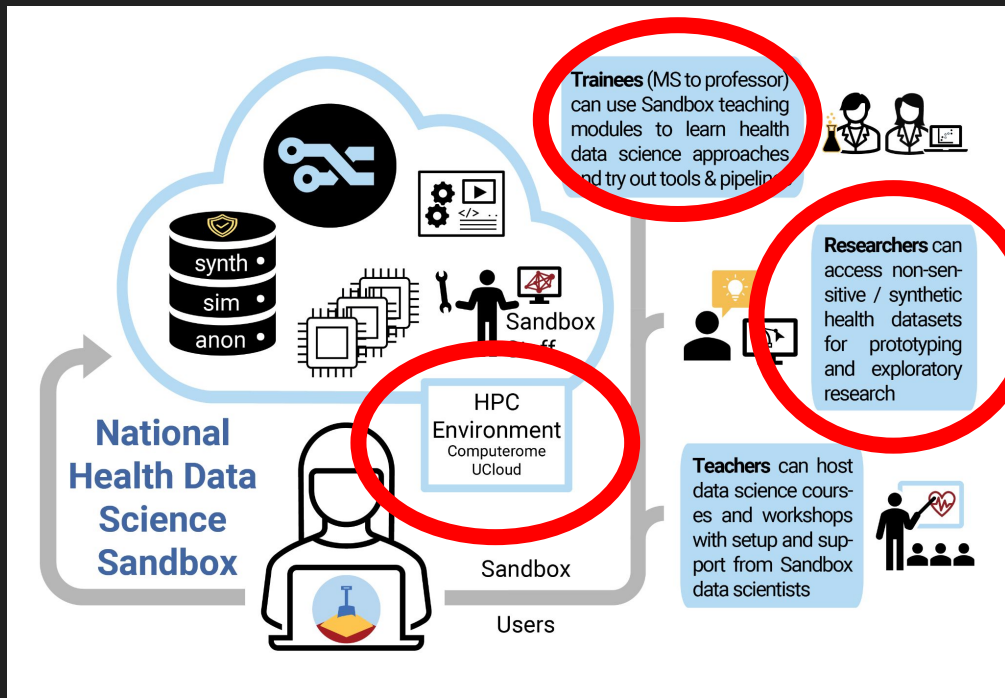 Trainees (MS to professor)
can use Sandbox teaching
modules to learn health
data science approaches
and try out tools & pipelines
synth
sim
anon
</> ..
Sandbox
Staff
Researchers can
access non-sen-
sitive / synthetic
health datasets
for prototyping
and exploratory
research
HPC
Environment
Computerome
UCloud
National
Health Data
Science
Sandbox
Teachers can host
data science cours-
es and workshops
with setup and sup-
port from Sandbox
data scientists
Sandbox
Users